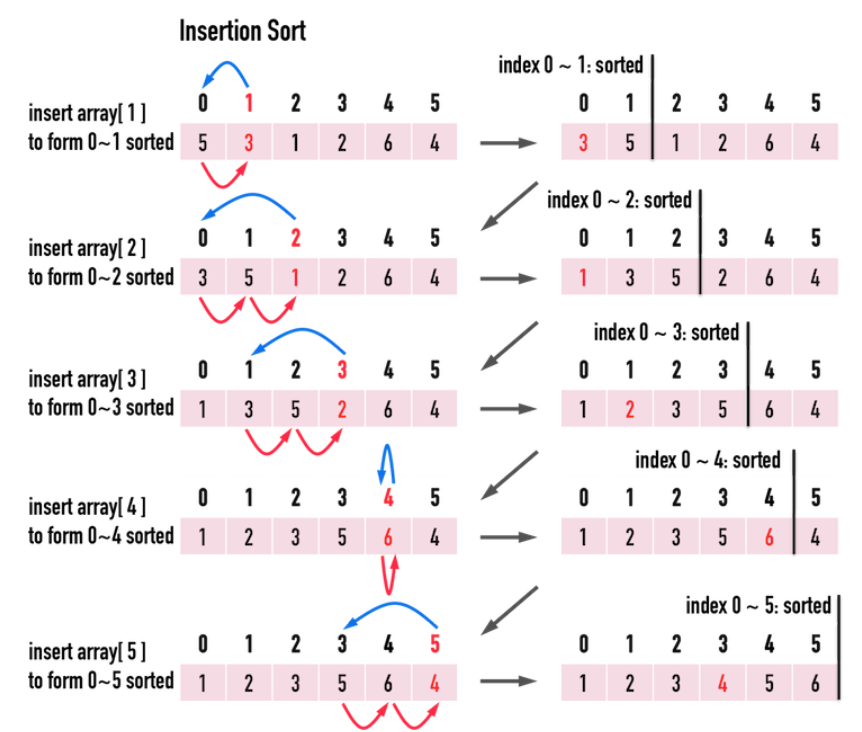 Insertion Sort
index 0 ~ 1: sorted
insert array[ 1 ]
to form 0~1 sorted
0 1 2 3 4 5
5 3 1 2 6 4
0 1 2 3 4 5
3 5 1 2 6 4
index 0 ~ 2: sorted
insert array[ 2 ]
to form 0~2 sorted
0 1 2 3 4 5
3 5 1 2 6 4
0 1 2 3 4 5
1 3 5 2 6 4
index 0 ~ 3: sorted
insert array[ 3 ]
to form 0~3 sorted
0 1 2 3 4 5
1 3 5 2 6 4
0 1 2 3 4 5
1 2 3 5 6 4
index 0 ~ 4: sorted
insert array[ 4 ]
to form 0~4 sorted
0 1 2 3 4 5
1 2 3 5 6 4
0 1 2 3 4 5
1 2 3 5 6 4
index 0 ~ 5: sorted
insert array[ 5 ]
to form 0~5 sorted
0 1 2 3 4 5
1 2 3 5 6 4
0 1 2 3 4 5
1 2 3 4 5 6